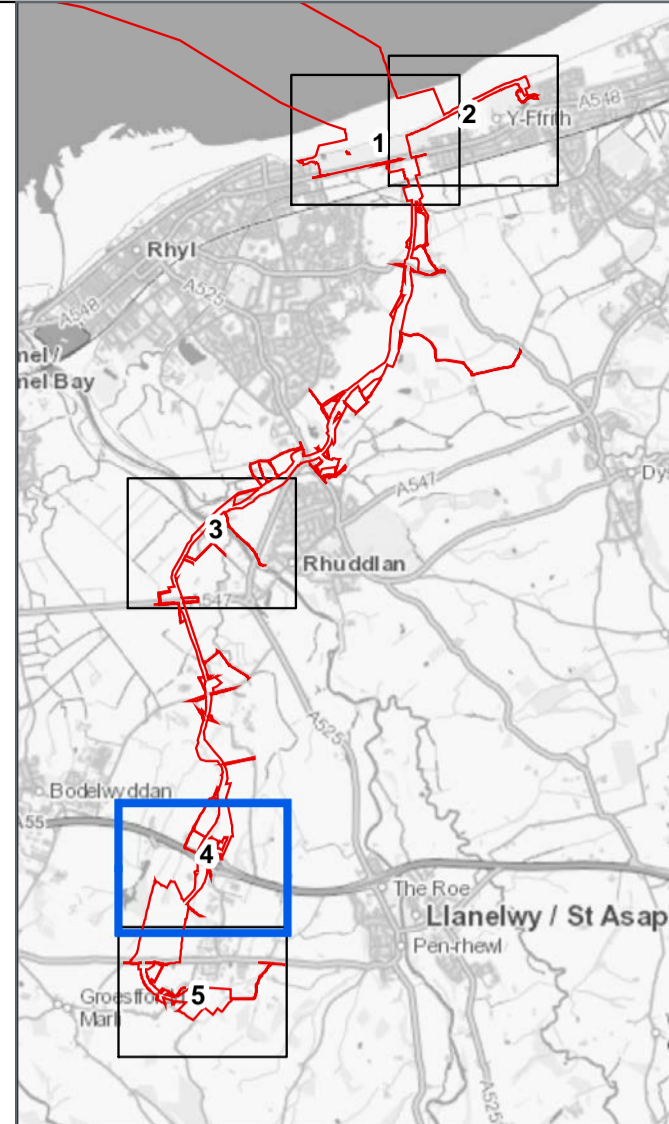 2
Y-Ffrith
A548
1
Rhyl
A525
A548
nel /
nel Bay
Dys
A547
3
Rhuddlan
A547
A525
Bodelwyddan
A55
4
The Roe
Llanelwy / St Asap
Pen-rhewl
5
Groesffordd
Marli
A525